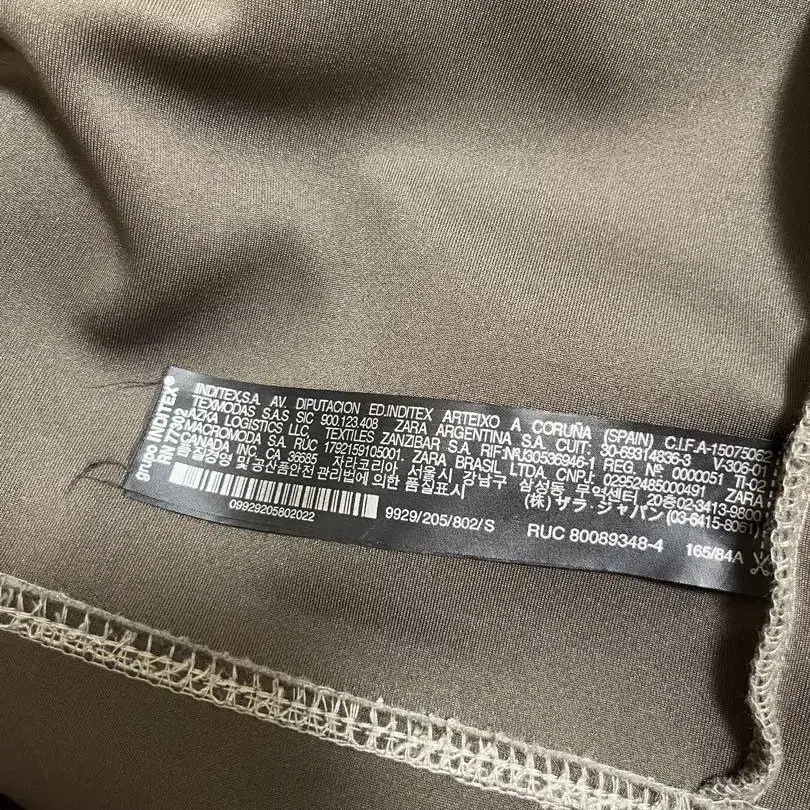 grupo INDITEX®
RN 77302
INDITEX,S.A. AV. DIPUTACION ED.INDITEX ARTEIXO A CORUÑA (SPAIN) C.I.F.A-15075062
TEXMODAS S.A.S SIC 900.123.408 ZARA ARGENTINA S.A. CUIT: 30-69314836-3 V-306-01
AZKA LOGISTICS LLC, TEXTILES ZANZIBAR, S.A. RIF:Nº/J30536946-1 REG. Nº 0000051 TI-02
MACROMODA S.A. RÚC 1792159105001. ZARA BRASIL LTDA. CNPJ: 02952485000491 ZARA
CANADA INC, CA 36685 자라코리아 서울시 강남구 삼성동 무역센터 20층02-3413-9800
품질경영 및 공산품안전 관리법에 의한 품질표시 (株) ザラ・ジャパン(03-6415-8061)
09929205802022
9929/205/802/S
RUC 80089348-4
165/84A